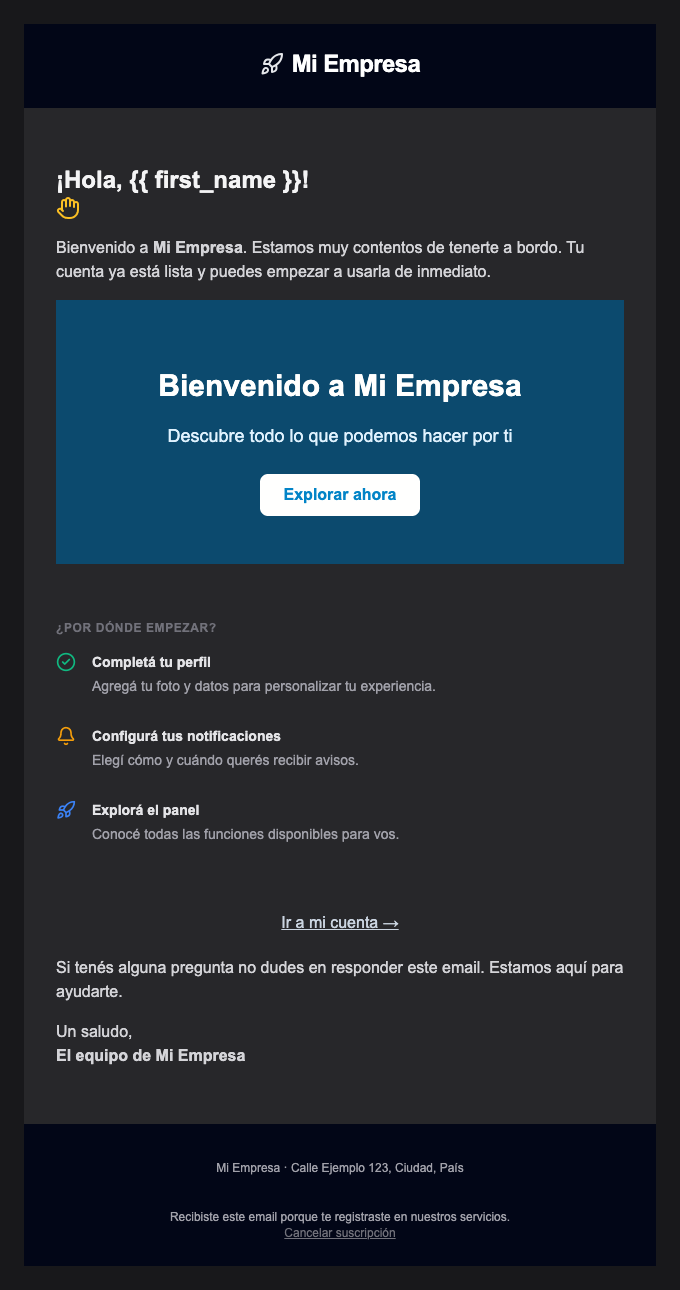 Mi Empresa
¡Hola, {{ first_name }}!
Bienvenido a Mi Empresa. Estamos muy contentos de tenerte a bordo. Tu
cuenta ya está lista y puedes empezar a usarla de inmediato.
Bienvenido a Mi Empresa
Descubre todo lo que podemos hacer por ti
Explorar ahora
¿POR DÓNDE EMPEZAR?
Completá tu perfil
Agregá tu foto y datos para personalizar tu experiencia.
Configurá tus notificaciones
Elegí cómo y cuándo querés recibir avisos.
Explorá el panel
Conocé todas las funciones disponibles para vos.
Ir a mi cuenta →
Si tenés alguna pregunta no dudes en responder este email. Estamos aquí para
ayudarte.
Un saludo,
El equipo de Mi Empresa
Mi Empresa · Calle Ejemplo 123, Ciudad, País
Recibiste este email porque te registraste en nuestros servicios.
Cancelar suscripción